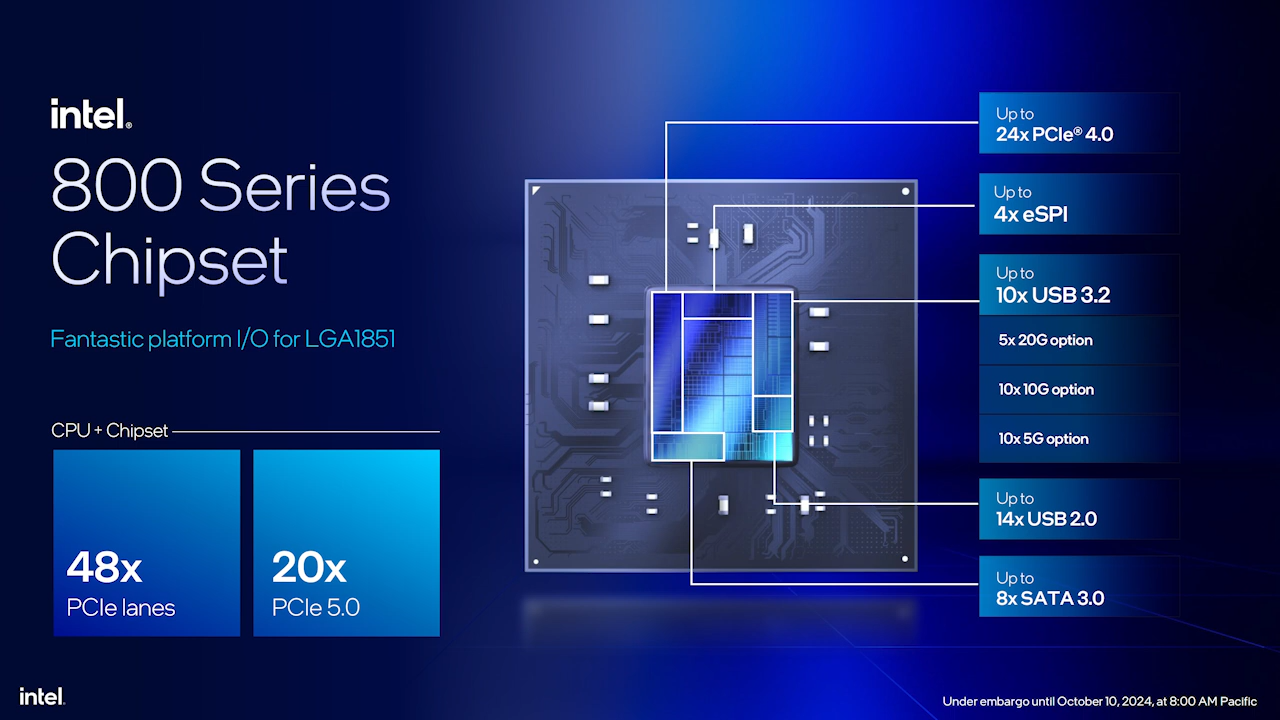 intel®
800 Series
Chipset
Fantastic platform I/O for LGA1851
CPU + Chipset
48x
PCIe lanes
20x
PCIe 5.0
Up to
24x PCIe® 4.0
Up to
4x eSPI
Up to
10x USB 3.2
5x 20G option
10x 10G option
10x 5G option
Up to
14x USB 2.0
Up to
8x SATA 3.0
intel.
Under embargo until October 10, 2024, at 8:00 AM Pacific